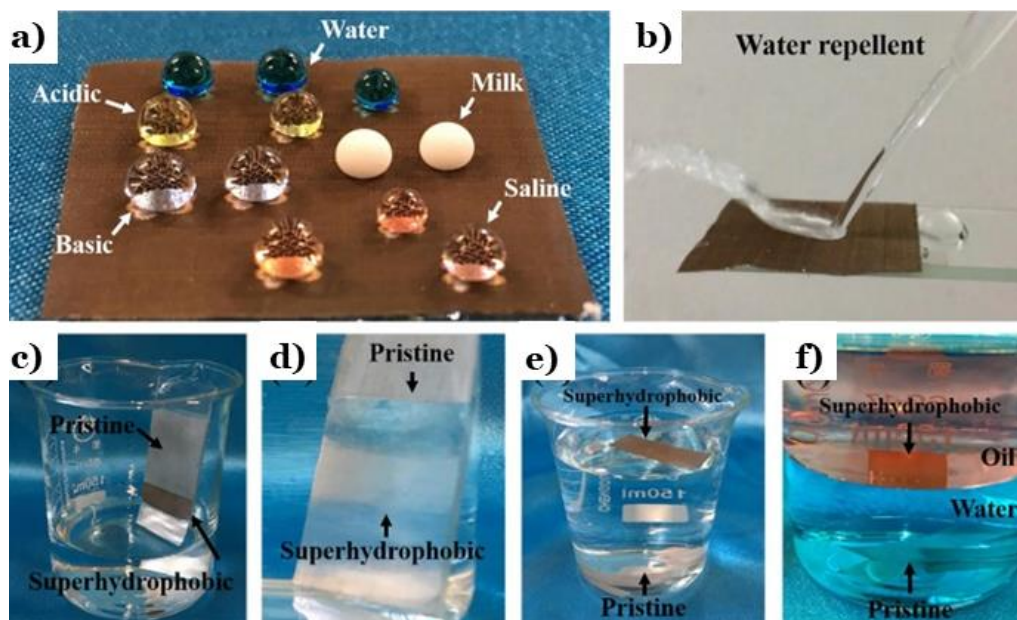 a)
Water
Acidic
Milk
Saline
Basic
b)
Water repellent
c)
Pristine
Superhydrophobic
d)
Pristine
Superhydrophobic
e)
Superhydrophobic
150ml
Pristine
f)
Superhydrophobic
Oil
Water
Pristine